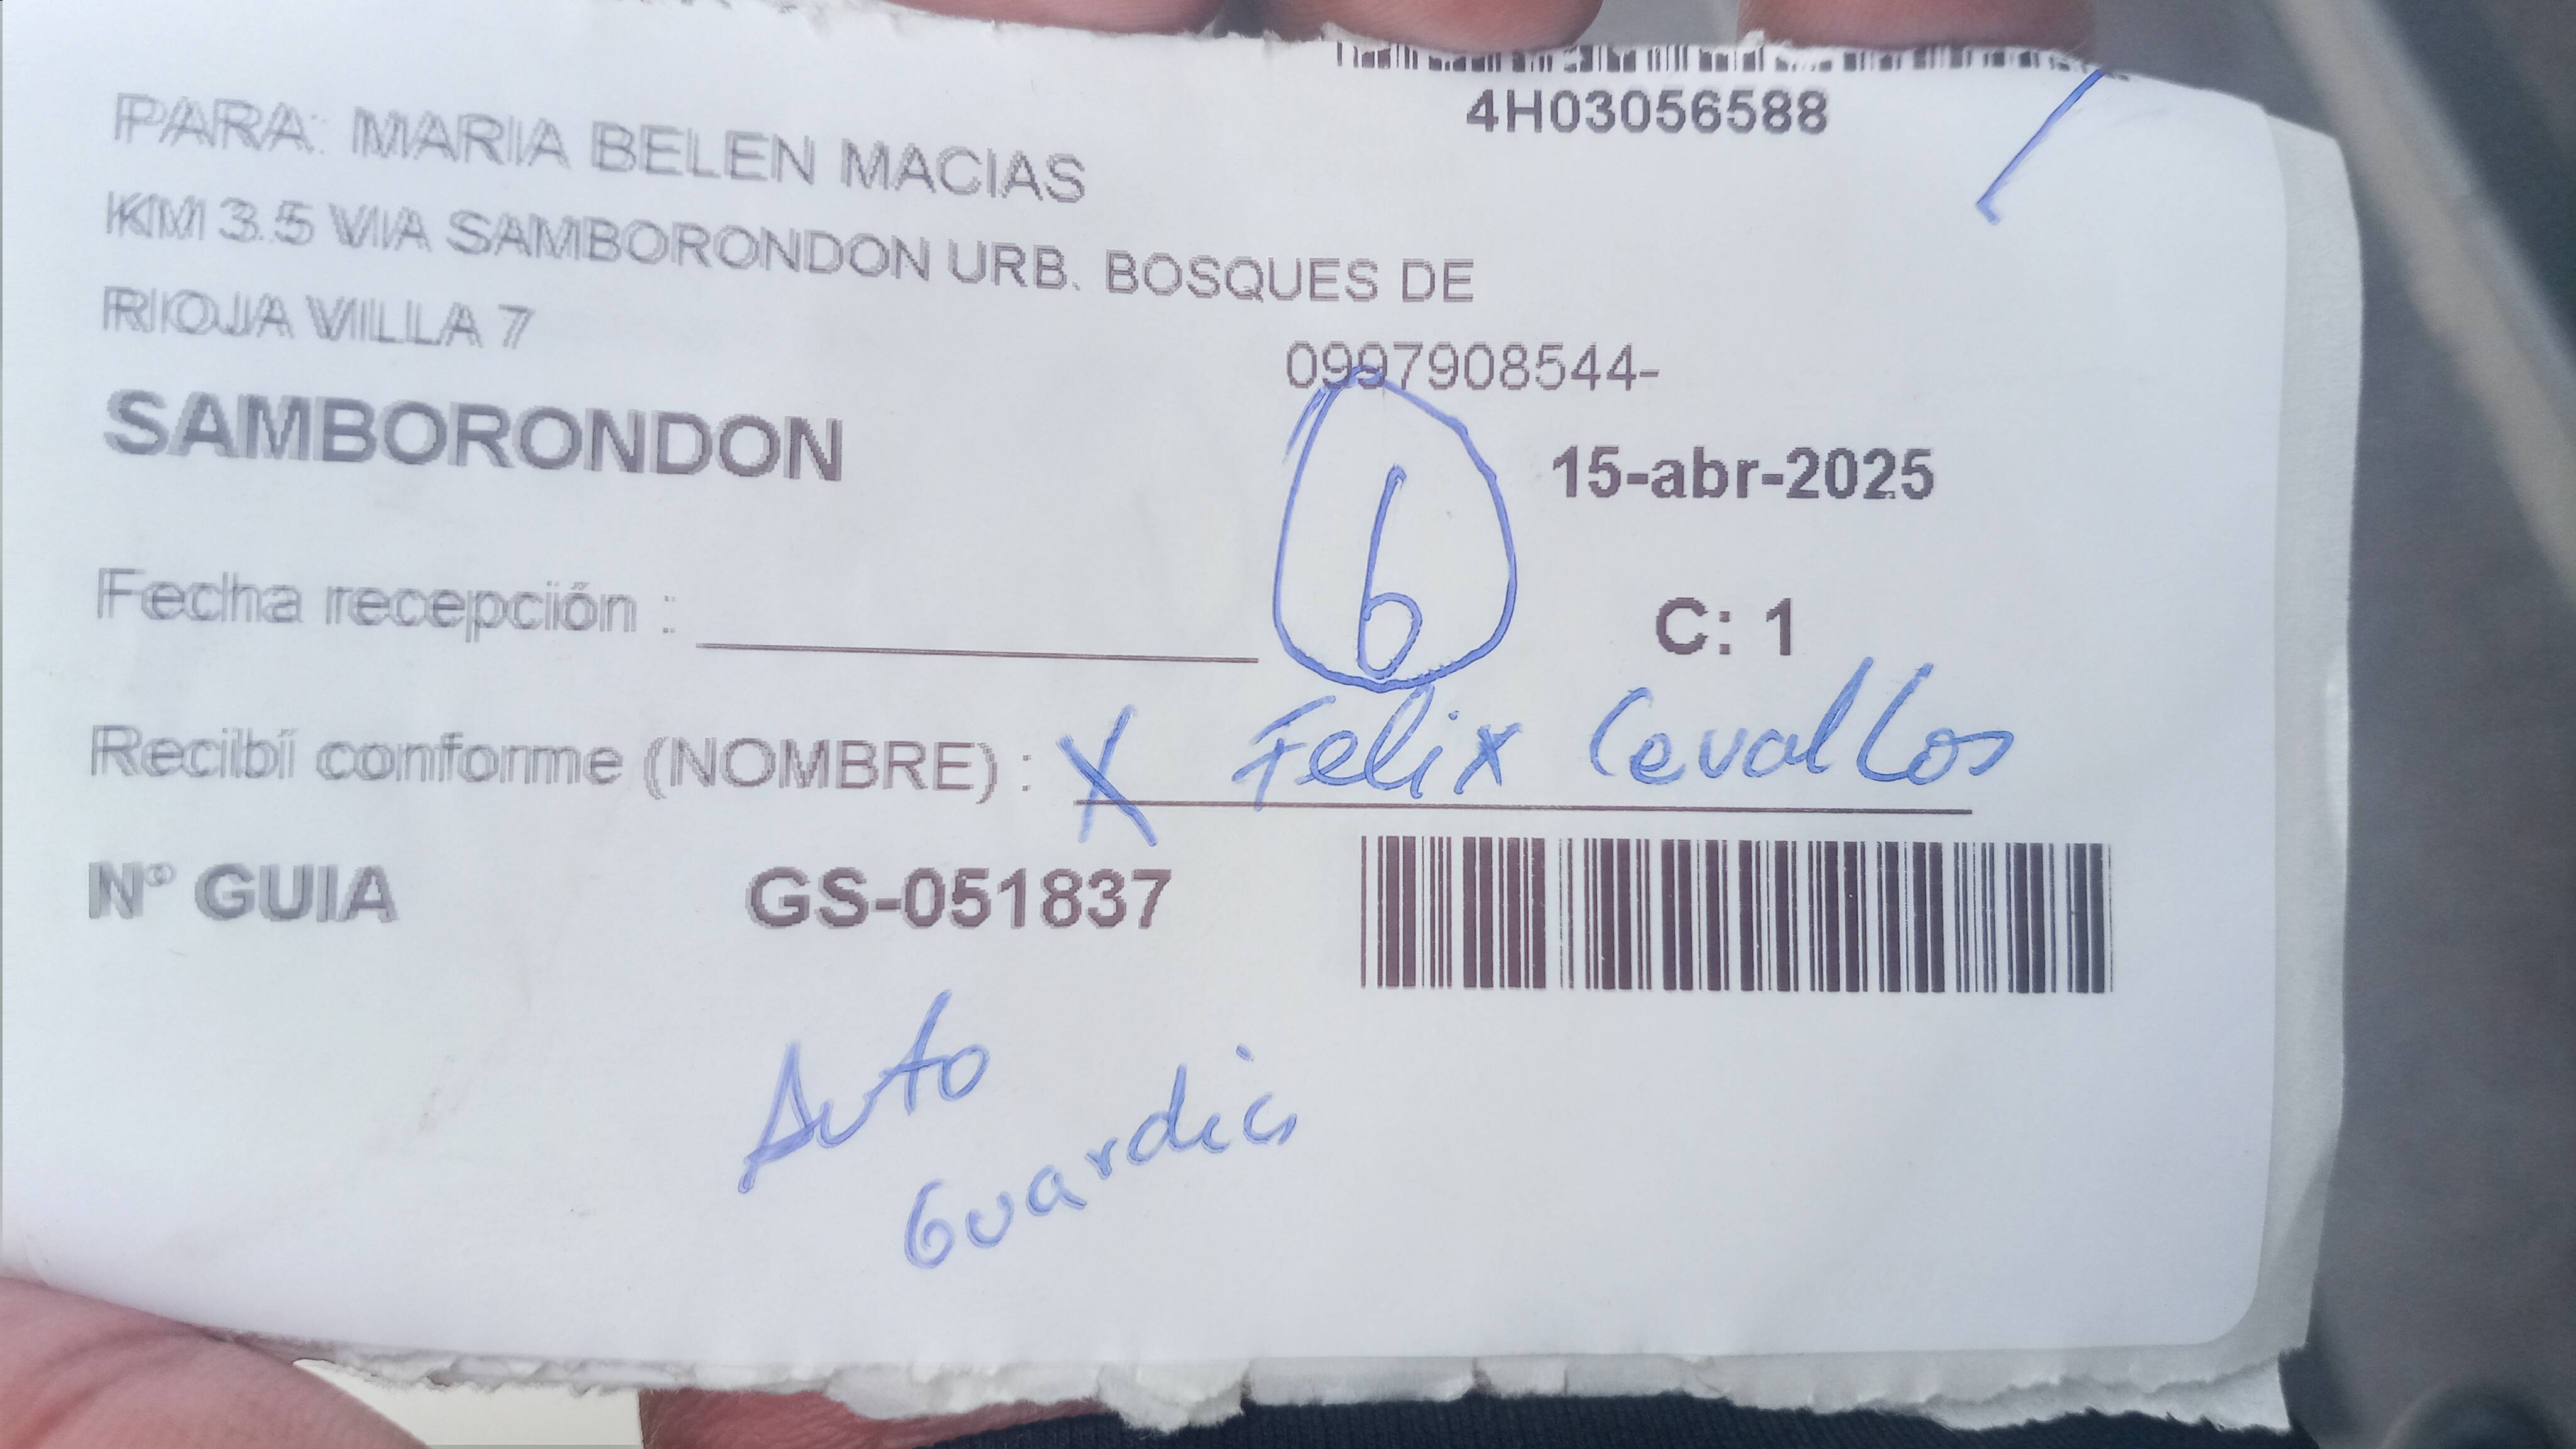 4H03056588
PARA: MARIA BELEN MACIAS
KM 3.5 VIA SAMBORONDON URB. BOSQUES DE
RIOJA VILLA 7
0997908544-
SAMBORONDON
15-abr-2025
6
Fecha recepción :
C: 1
Recibí conforme (NOMBRE) : X Felix Cevallos
N° GUIA GS-051837
Auto
Guardia